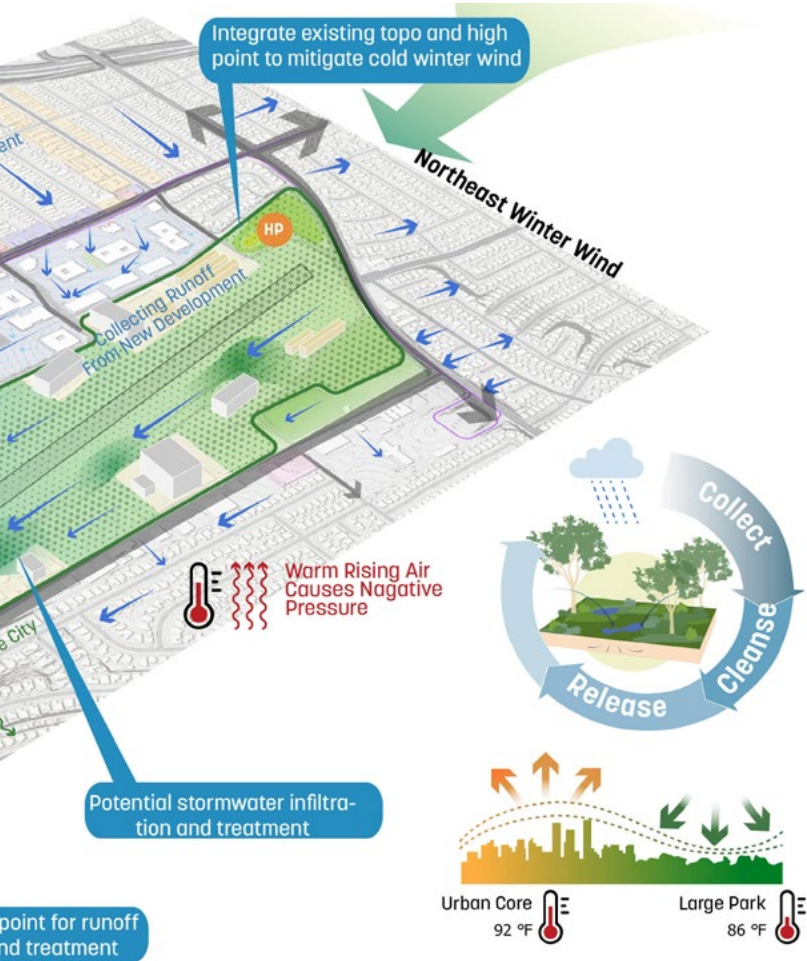 Integrate existing topo and high
point to mitigate cold winter wind
Northeast Winter Wind
HP
Collecting Runoff
From New Development
Collect
Cleanse
Release
Warm Rising Air
Causes Nagative
Pressure
City
Potential stormwater infiltra-
tion and treatment
Urban Core
92 °F
Large Park
86 °F
point for runoff
nd treatment